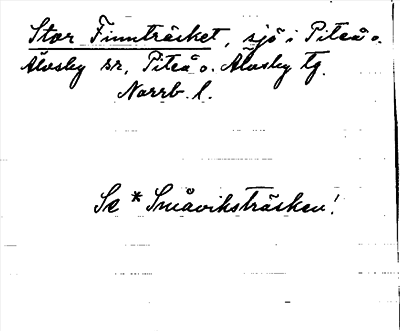 Stor Finnträsket, sjö i Piteå o.
Älvsby sr, Piteå o. Älvsby tg.
Norrb. l.
Se *Småviksträsken!